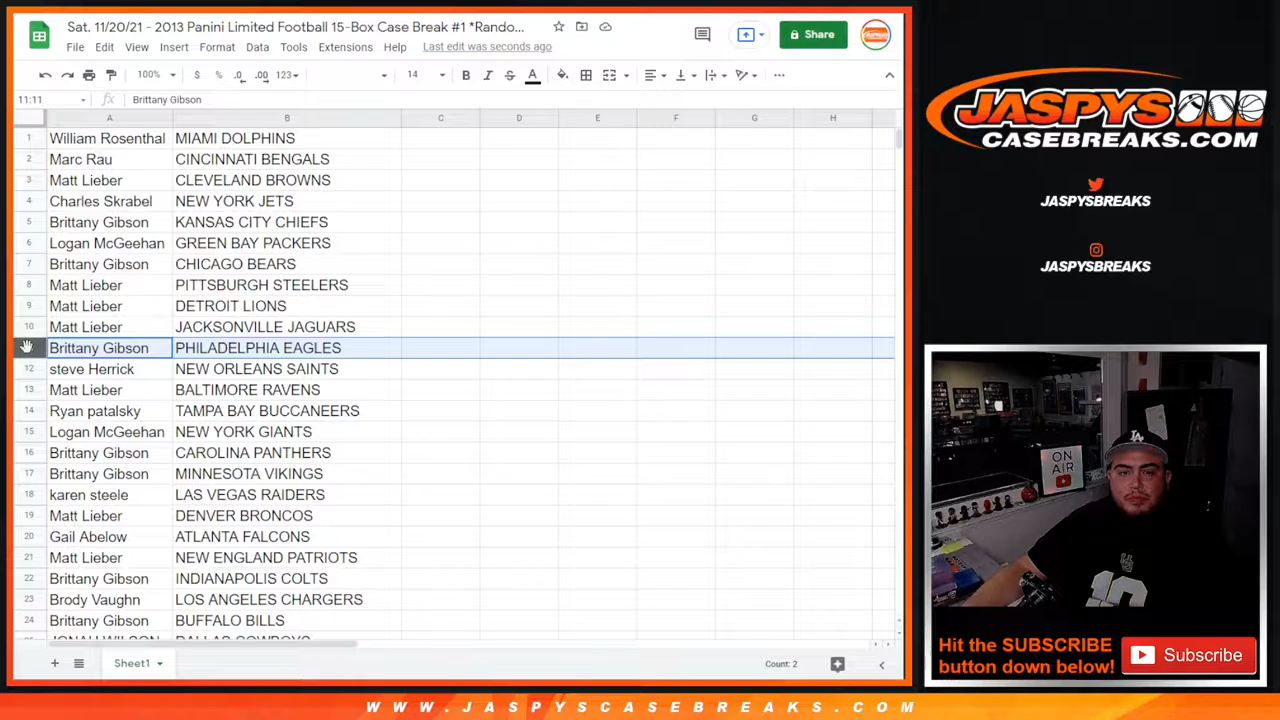 Sat. 11/20/21 - 2013 Panini Limited Football 15-Box Case Break #1 *Rando...
File Edit View Insert Format Data Tools Extensions Help Last edit was seconds ago
Share
100% $ % .0 .00 123 14 B I S A
11:11 fx Brittany Gibson
A B C D E F G H
1 William Rosenthal MIAMI DOLPHINS
2 Marc Rau CINCINNATI BENGALS
3 Matt Lieber CLEVELAND BROWNS
4 Charles Skrabel NEW YORK JETS
5 Brittany Gibson KANSAS CITY CHIEFS
6 Logan McGeehan GREEN BAY PACKERS
7 Brittany Gibson CHICAGO BEARS
8 Matt Lieber PITTSBURGH STEELERS
9 Matt Lieber DETROIT LIONS
10 Matt Lieber JACKSONVILLE JAGUARS
Brittany Gibson PHILADELPHIA EAGLES
12 steve Herrick NEW ORLEANS SAINTS
13 Matt Lieber BALTIMORE RAVENS
14 Ryan patalsky TAMPA BAY BUCCANEERS
15 Logan McGeehan NEW YORK GIANTS
16 Brittany Gibson CAROLINA PANTHERS
17 Brittany Gibson MINNESOTA VIKINGS
18 karen steele LAS VEGAS RAIDERS
19 Matt Lieber DENVER BRONCOS
20 Gail Abelow ATLANTA FALCONS
21 Matt Lieber NEW ENGLAND PATRIOTS
22 Brittany Gibson INDIANAPOLIS COLTS
23 Brody Vaughn LOS ANGELES CHARGERS
24 Brittany Gibson BUFFALO BILLS
JONAH WILSON DALLAS COWBOYS
Sheet1
Count: 2
JASPYS
CASEBREAKS.COM
JASPYSBREAKS
JASPYSBREAKS
ON
AIR
LA
10
Hit the SUBSCRIBE
button down below!
Subscribe
WWW.JASPYSCASEBREAKS.COM